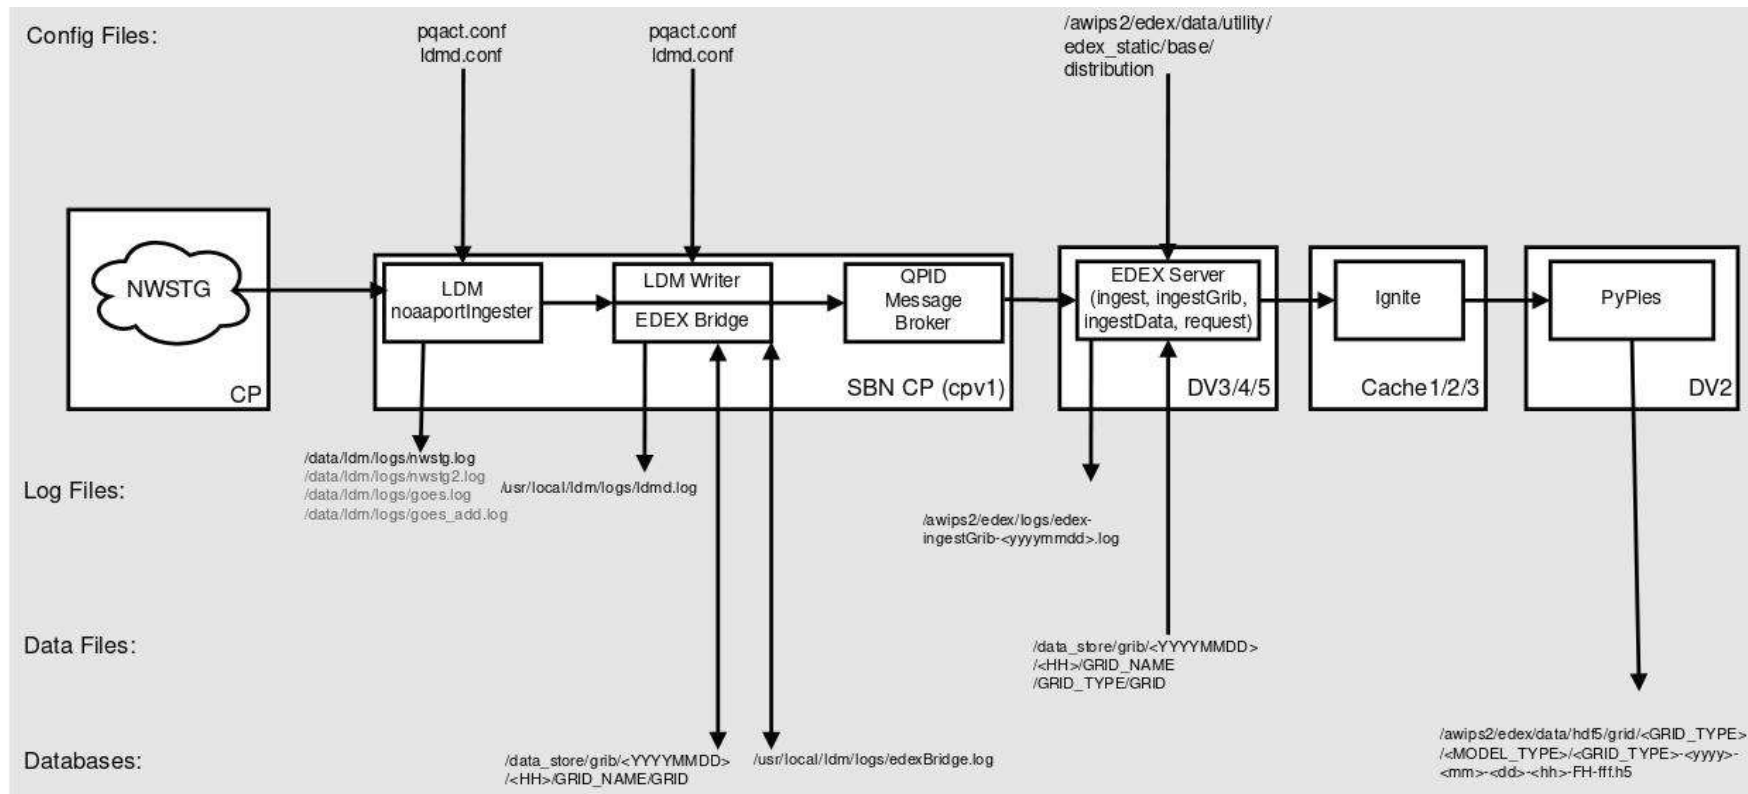 Config Files:
pqact.conf
ldmd.conf
pqact.conf
ldmd.conf
/awips2/edex/data/utility/
edex_static/base/
distribution
NWSTG
CP
LDM
noaaportIngester
LDM Writer
EDEX Bridge
QPID
Message
Broker
SBN CP (cpv1)
EDEX Server
(ingest, ingestGrib,
ingestData, request)
DV3/4/5
Ignite
Cache1/2/3
PyPies
DV2
Log Files:
/data/ldm/logs/nwstg.log
/data/ldm/logs/nwstg2.log
/data/ldm/logs/goes.log
/data/ldm/logs/goes_add.log
/usr/local/ldm/logs/ldmd.log
/awips2/edex/logs/edex-
ingestGrib-<yyyymmdd>.log
Data Files:
/data_store/grib/<YYYYMMDD>
/<HH>/GRID_NAME
/GRID_TYPE/GRID
Databases:
/data_store/grib/<YYYYMMDD>
/<HH>/GRID_NAME/GRID
/usr/local/ldm/logs/edexBridge.log
/awips2/edex/data/hdf5/grid/<GRID_TYPE>
/<MODEL_TYPE>/<GRID_TYPE>-<yyyy>-
<mm>-<dd>-<hh>-FH-fff.h5